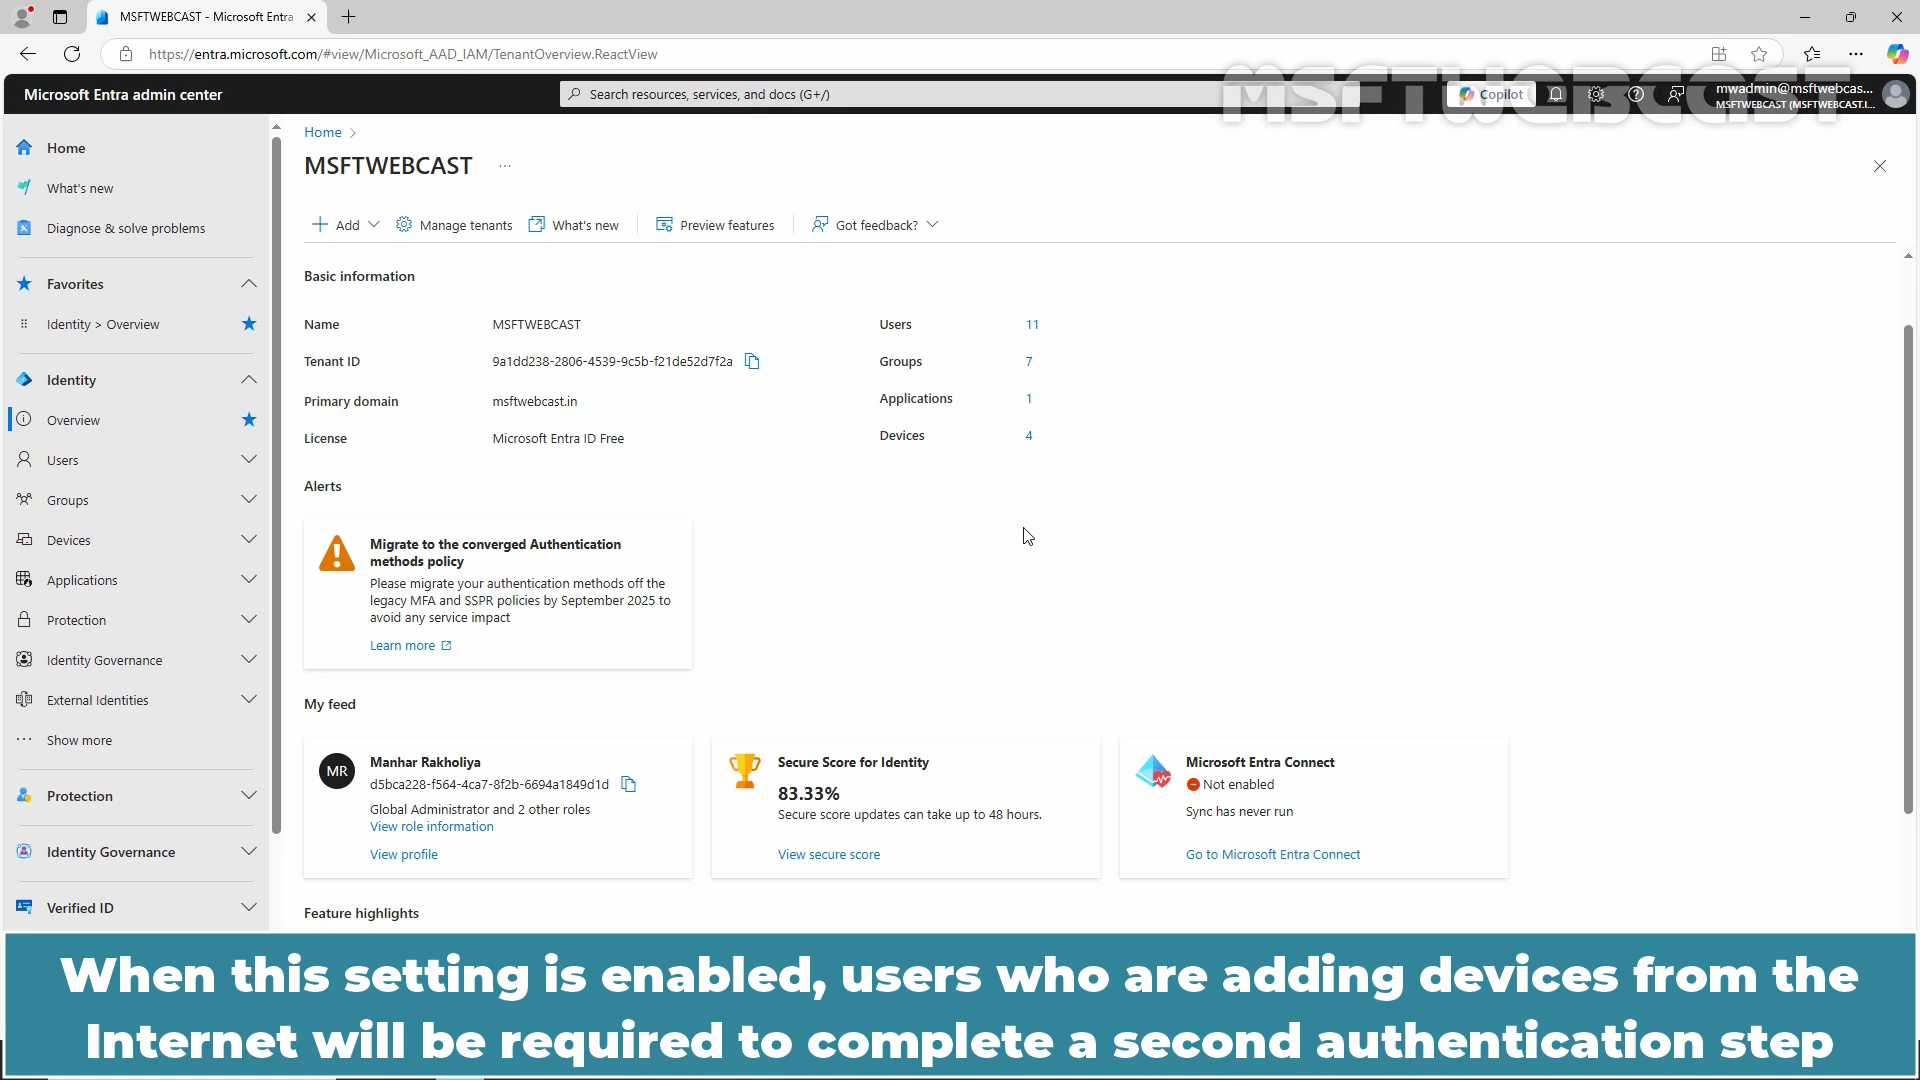 MSFTWEBCAST - Microsoft Entra
https://entra.microsoft.com/#view/Microsoft_AAD_IAM/TenantOverview.ReactView
MSFTWEBCAST
Microsoft Entra admin center
Search resources, services, and docs (G+/)
Copilot
mwadmin@msftwebcas...
MSFTWEBCAST (MSFTWEBCAST.I...
Home
What's new
Diagnose & solve problems
Favorites
Identity > Overview
Identity
Overview
Users
Groups
Devices
Applications
Protection
Identity Governance
External Identities
Show more
Protection
Identity Governance
Verified ID
Home >
MSFTWEBCAST ...
Add
Manage tenants
What's new
Preview features
Got feedback?
Basic information
Name MSFTWEBCAST Users 11
Tenant ID 9a1dd238-2806-4539-9c5b-f21de52d7f2a Groups 7
Primary domain msftwebcast.in Applications 1
License Microsoft Entra ID Free Devices 4
Alerts
Migrate to the converged Authentication
methods policy
Please migrate your authentication methods off the
legacy MFA and SSPR policies by September 2025 to
avoid any service impact
Learn more
My feed
MR
Manhar Rakholiya
d5bca228-f564-4ca7-8f2b-6694a1849d1d
Global Administrator and 2 other roles
View role information
View profile
Secure Score for Identity
83.33%
Secure score updates can take up to 48 hours.
View secure score
Microsoft Entra Connect
Not enabled
Sync has never run
Go to Microsoft Entra Connect
Feature highlights
When this setting is enabled, users who are adding devices from the
Internet will be required to complete a second authentication step